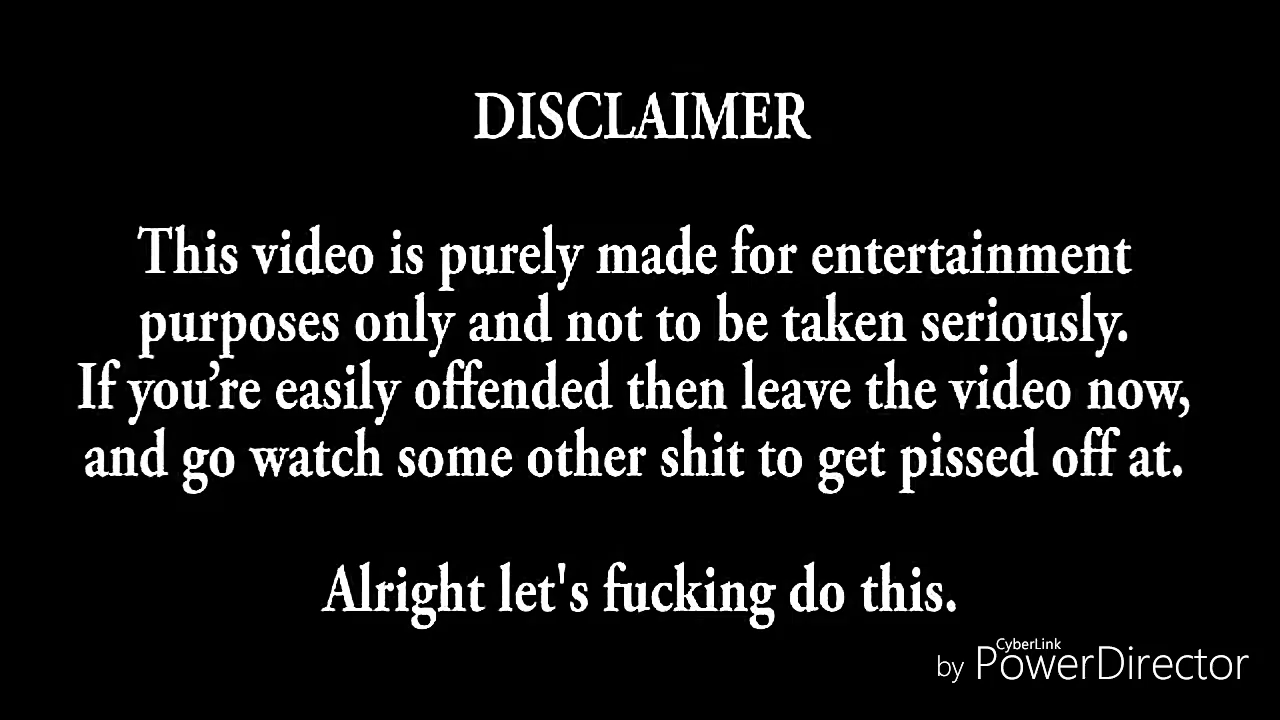 DISCLAIMER
This video is purely made for entertainment
purposes only and not to be taken seriously.
If you’re easily offended then leave the video now,
and go watch some other shit to get pissed off at.
Alright let's fucking do this.
CyberLink
by PowerDirector